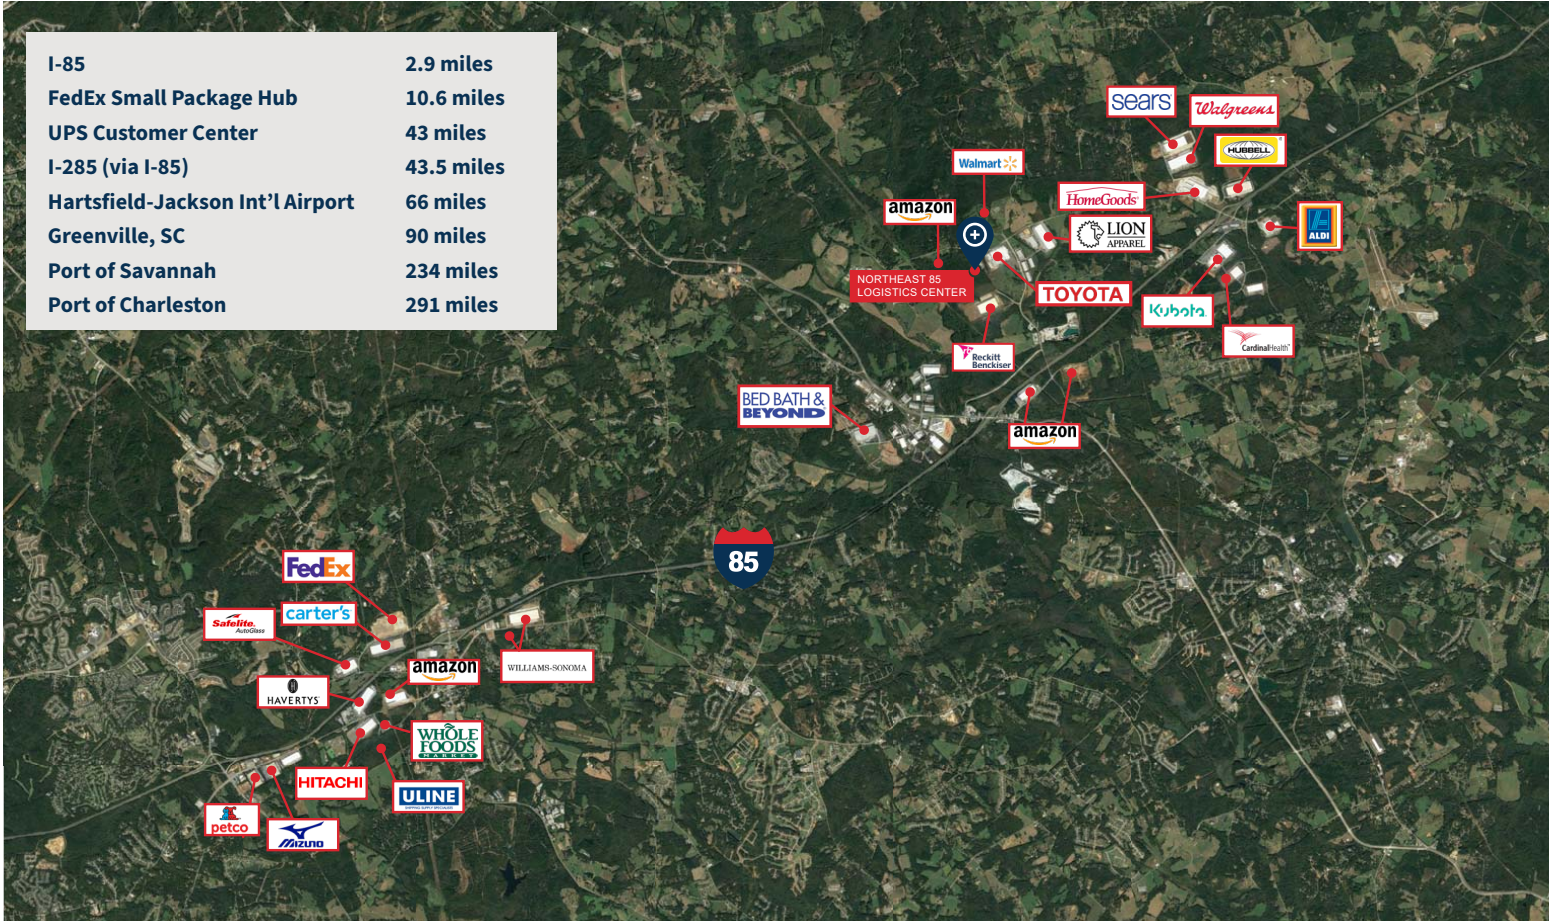 I-85 2.9 miles
FedEx Small Package Hub 10.6 miles
UPS Customer Center 43 miles
I-285 (via I-85) 43.5 miles
Hartsfield-Jackson Int’l Airport 66 miles
Greenville, SC 90 miles
Port of Savannah 234 miles
Port of Charleston 291 miles
sears
Walgreens
HUBBELL
Walmart
HomeGoods
amazon
LION
APPAREL
ALDI
NORTHEAST 85
LOGISTICS CENTER
TOYOTA
Kubota
CardinalHealth
Reckitt
Benckiser
BED BATH &
BEYOND
amazon
85
FedEx
carter's
Safelite.
AutoGlass
amazon
WILLIAMS-SONOMA
HAVERTYS
WHOLE
FOODS
MARKET
HITACHI
ULINE
petco
MIZUNO